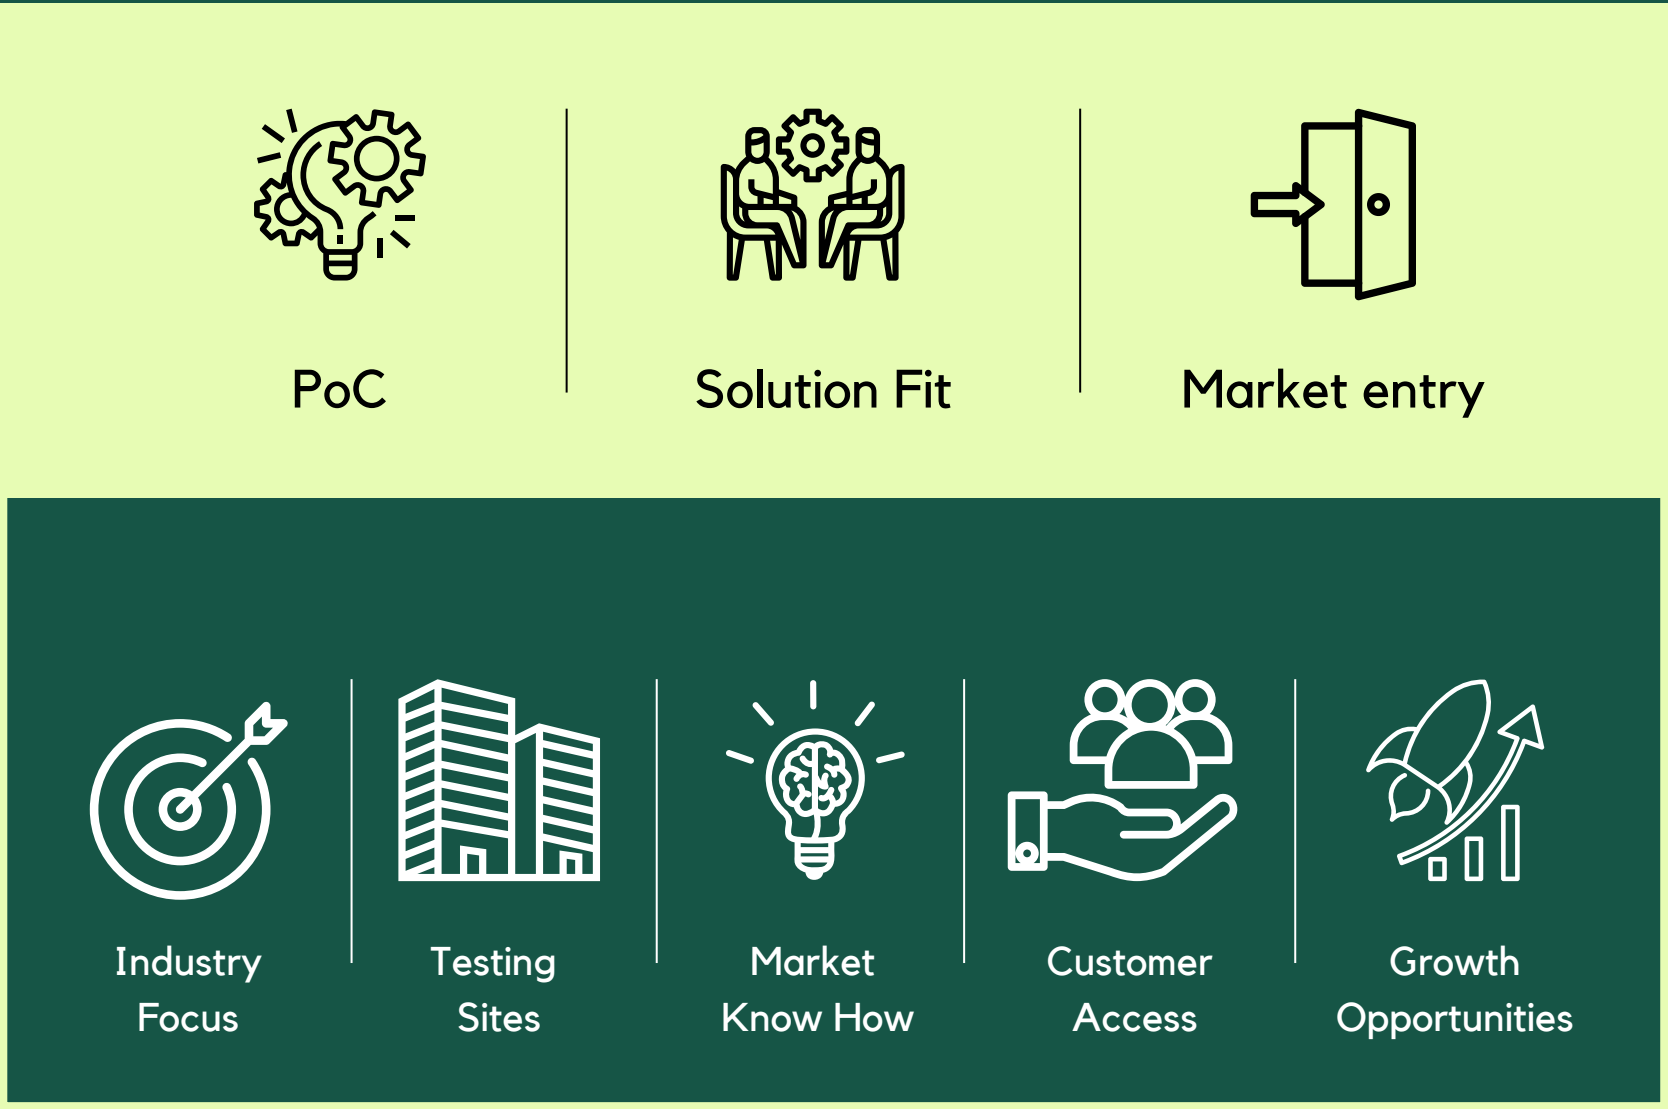 PoC
Solution Fit
Market entry
Industry
Focus
Testing
Sites
Market
Know How
Customer
Access
Growth
Opportunities